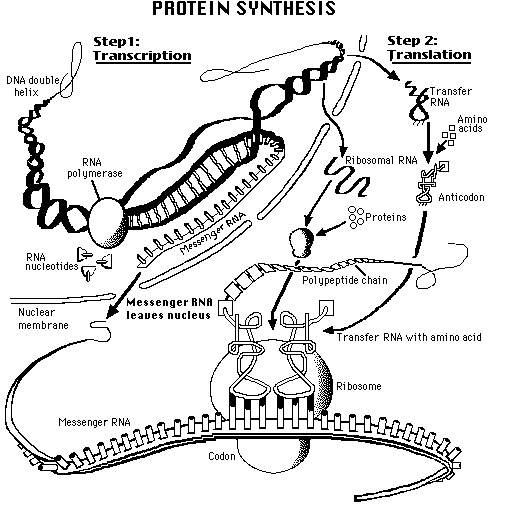 PROTEIN SYNTHESIS
Step1:
Transcription
Step 2:
Translation
DNA double
helix
Transfer
RNA
Amino
acids
RNA
polymerase
Ribosomal RNA
Anticodon
Messenger RNA
Proteins
RNA
nucleotides
Polypeptide chain
Nuclear
membrane
Messenger RNA
leaves nucleus
Transfer RNA with amino acid
Ribosome
Messenger RNA
Codon